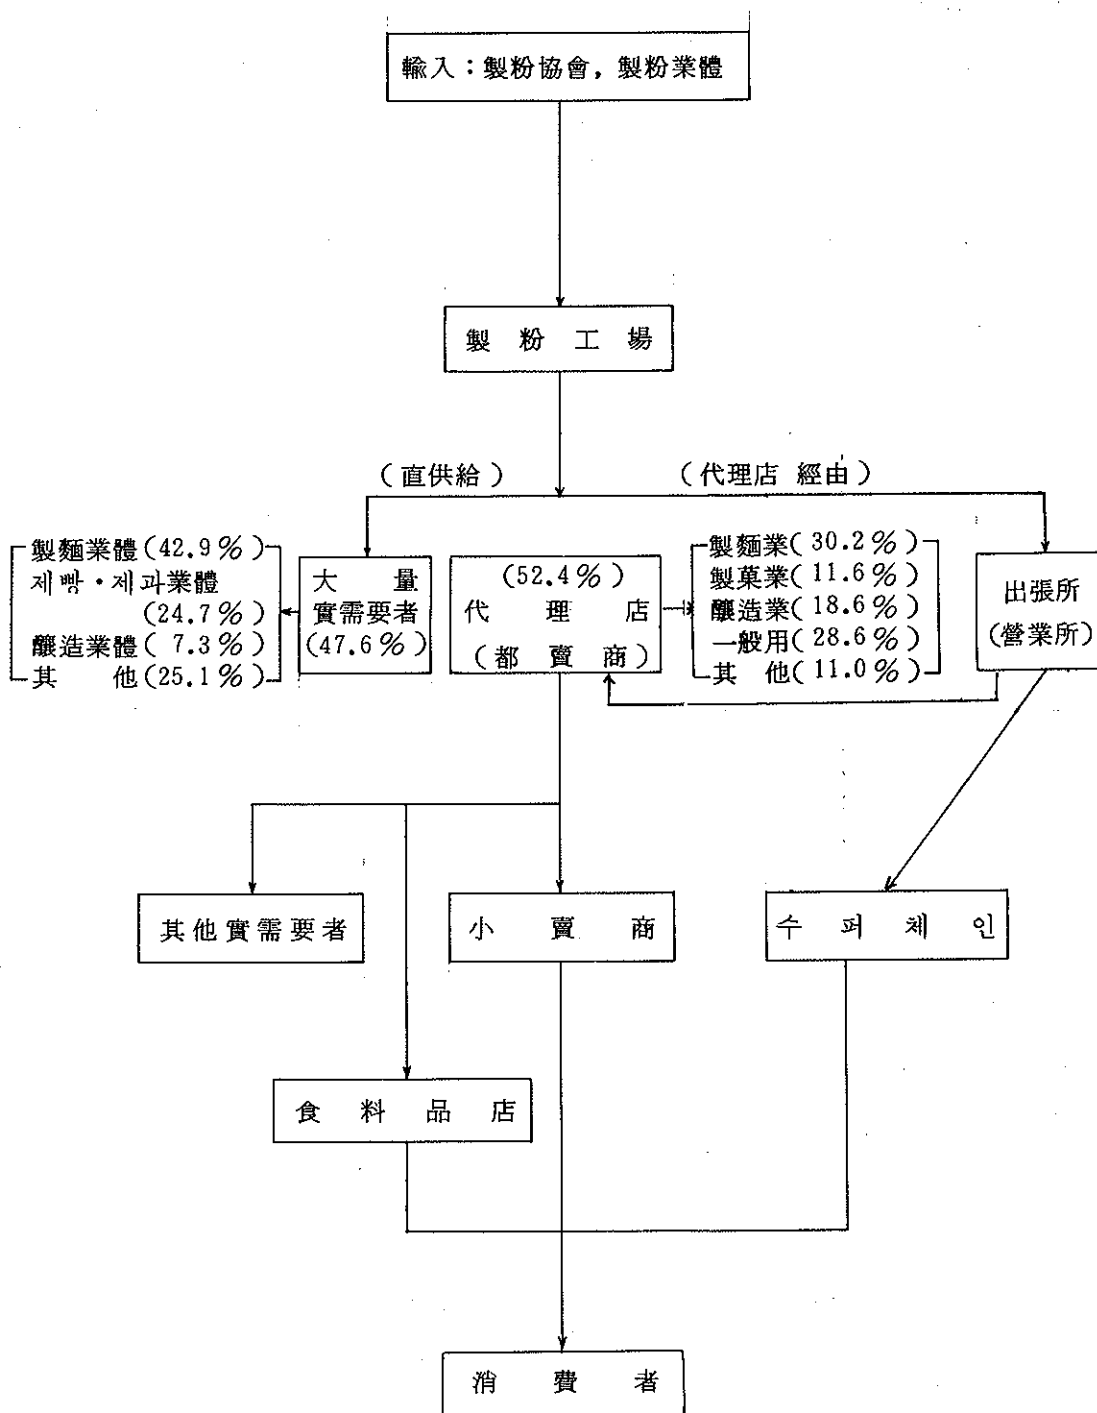 輸入：製粉協會, 製粉業體
製粉工場
(直供給)
(代理店 經由)
製麵業體(42.9%)
제빵·제과業體
(24.7%)
釀造業體( 7.3%)
其 他(25.1%)
大 量
實需要者
(47.6%)
(52.4%)
代 理 店
(都 賣 商)
製麵業( 30.2%)
製菓業( 11.6%)
釀造業( 18.6%)
一般用( 28.6%)
其 他( 11.0%)
出張所
(營業所)
其他實需要者
小 賣 商
수 퍼 체 인
食 料 品 店
消 費 者